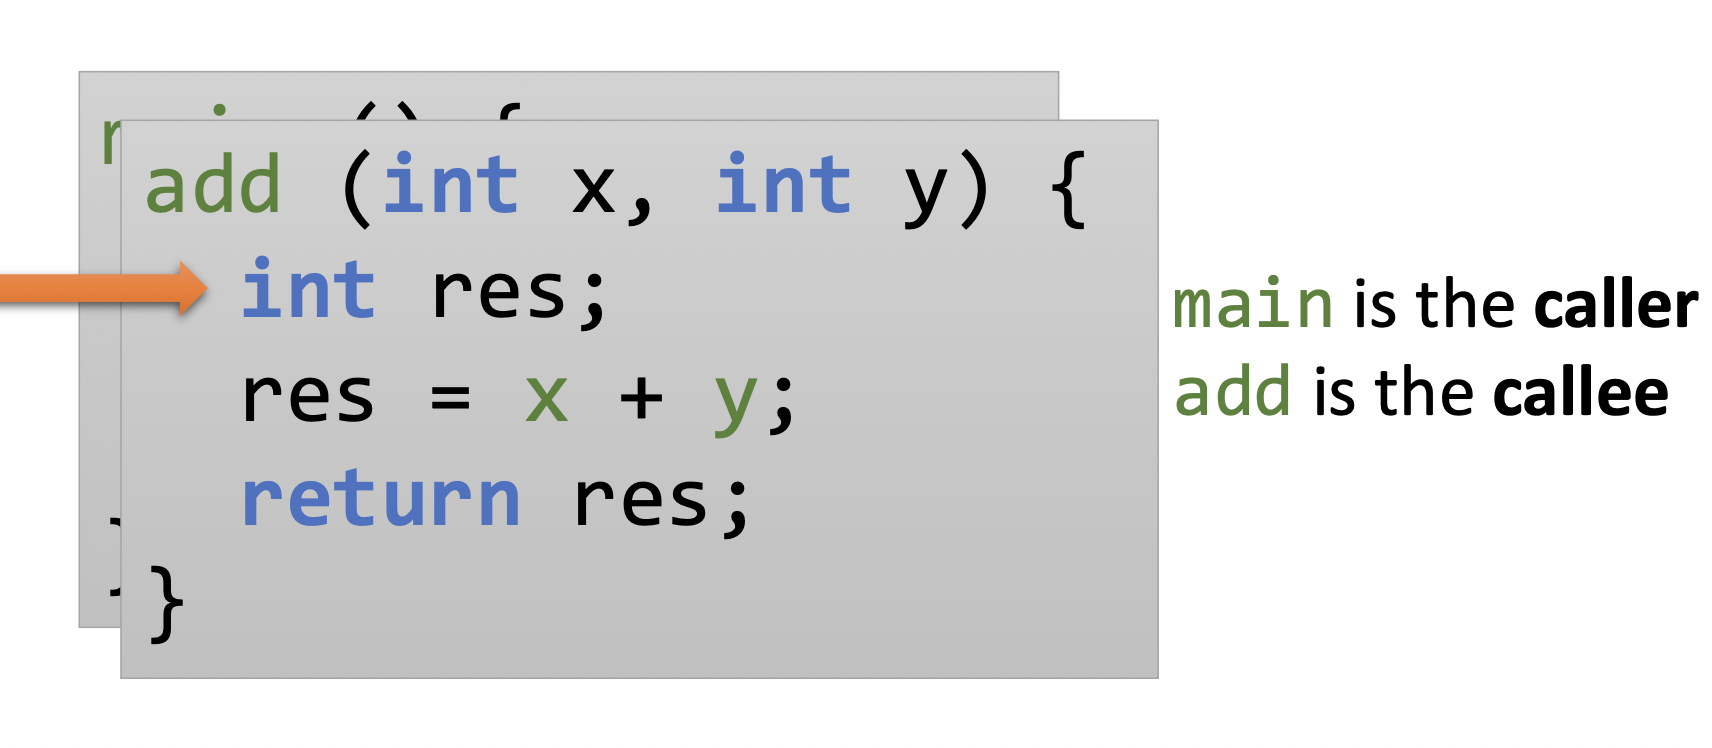 () {
add (int x, int y) {
int res;
res = x + y;
return res;
}
main is the caller
add is the callee